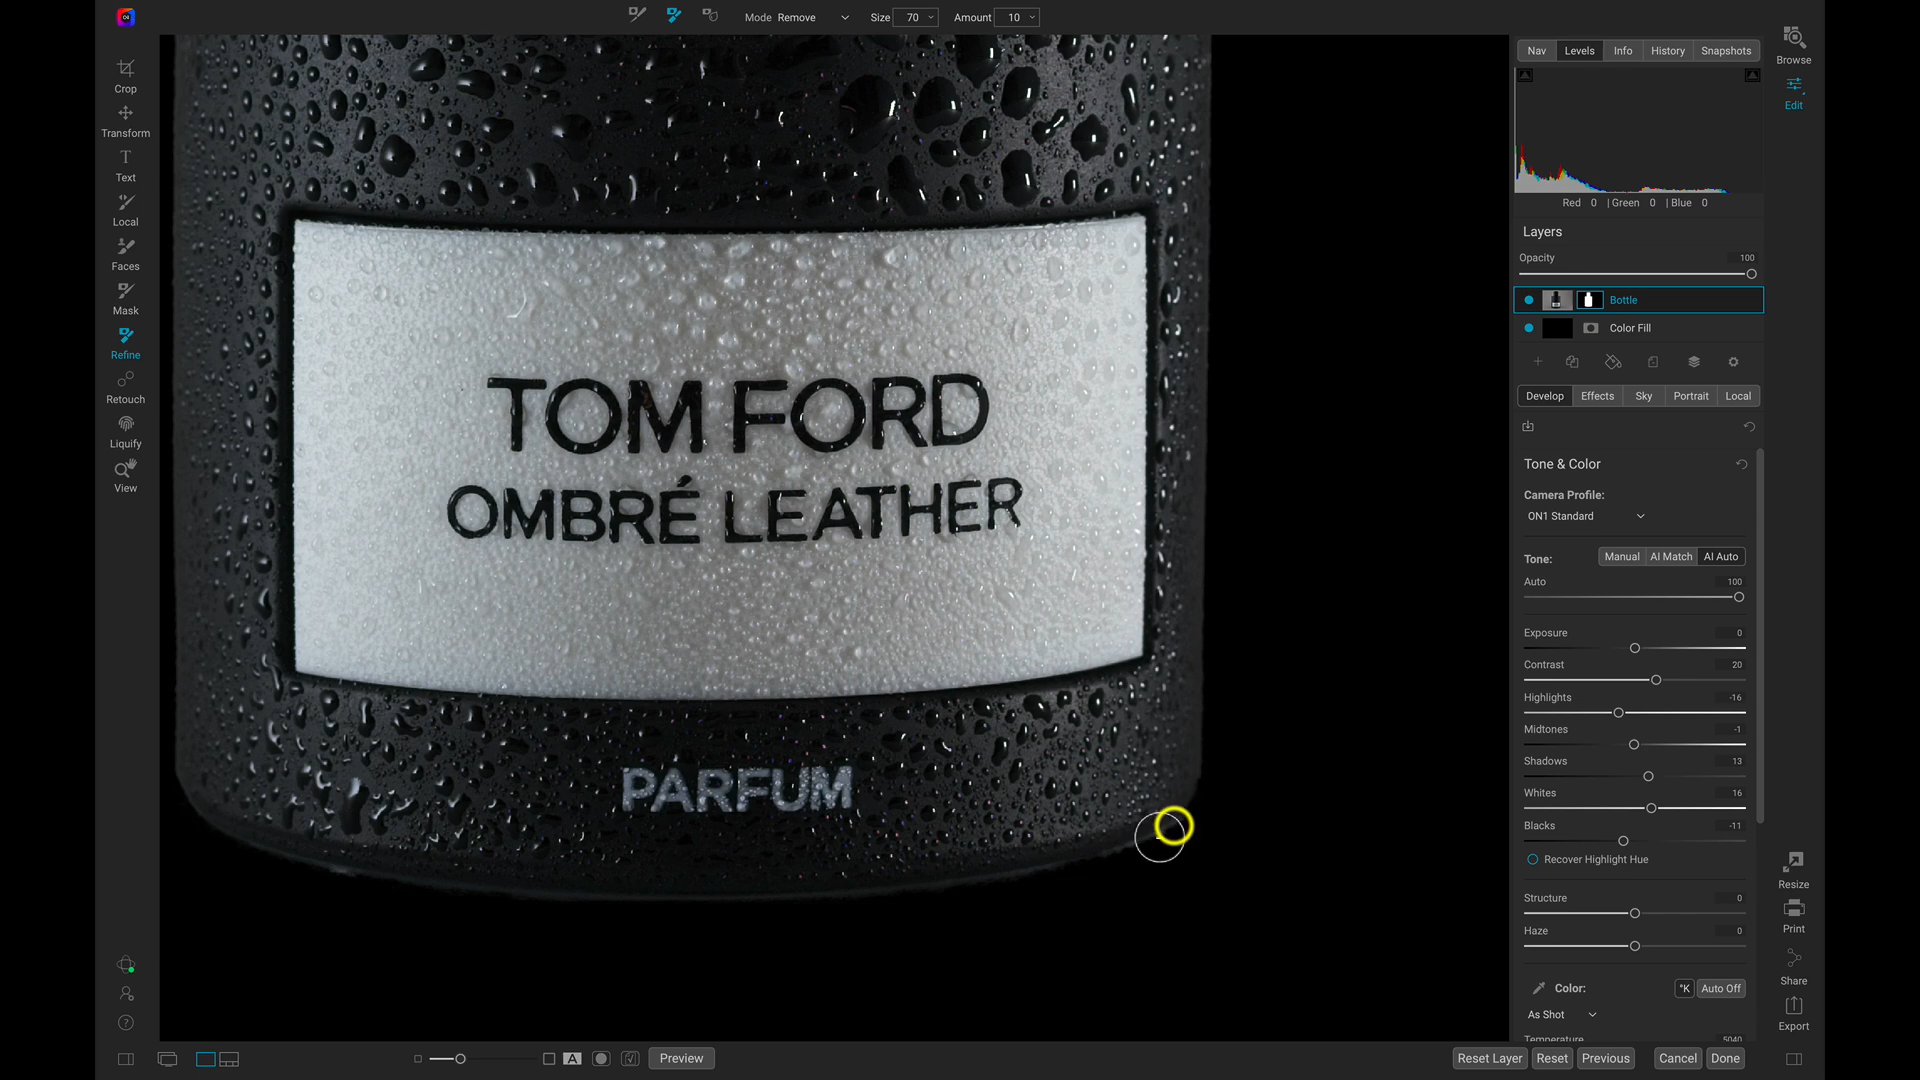 Mode Remove Size 70 Amount 10
Crop
Transform
Text
Local
Faces
Mask
Refine
Retouch
Liquify
View
TOM FORD
OMBRÉ LEATHER
PARFUM
Nav Levels Info History Snapshots
Red 0 | Green 0 | Blue 0
Layers
Opacity 100
Bottle
Color Fill
Develop Effects Sky Portrait Local
Tone & Color
Camera Profile:
ON1 Standard
Tone: Manual AI Match AI Auto
Auto 100
Exposure 0
Contrast 20
Highlights -16
Midtones -1
Shadows 13
Whites 16
Blacks -11
Recover Highlight Hue
Structure 0
Haze 0
Color: °K Auto Off
As Shot
Temperature 5040
Browse
Edit
Resize
Print
Share
Export
A Preview
Reset Layer Reset Previous Cancel Done